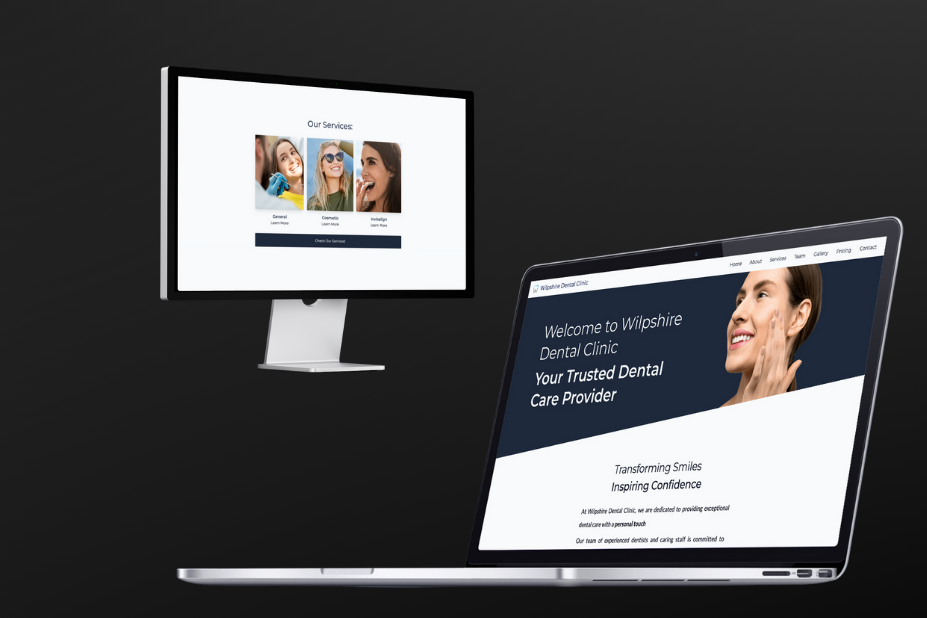 Our Services:
General
Learn More
Cosmetic
Learn More
Invisalign
Learn More
Check Our Services!
Home About Services Team Gallery Pricing Contact
Wilpshire Dental Clinic
Welcome to Wilpshire
Dental Clinic
Your Trusted Dental
Care Provider
Transforming Smiles
Inspiring Confidence
At Wilpshire Dental Clinic, we are dedicated to providing exceptional
dental care with a personal touch
Our team of experienced dentists and caring staff is committed to